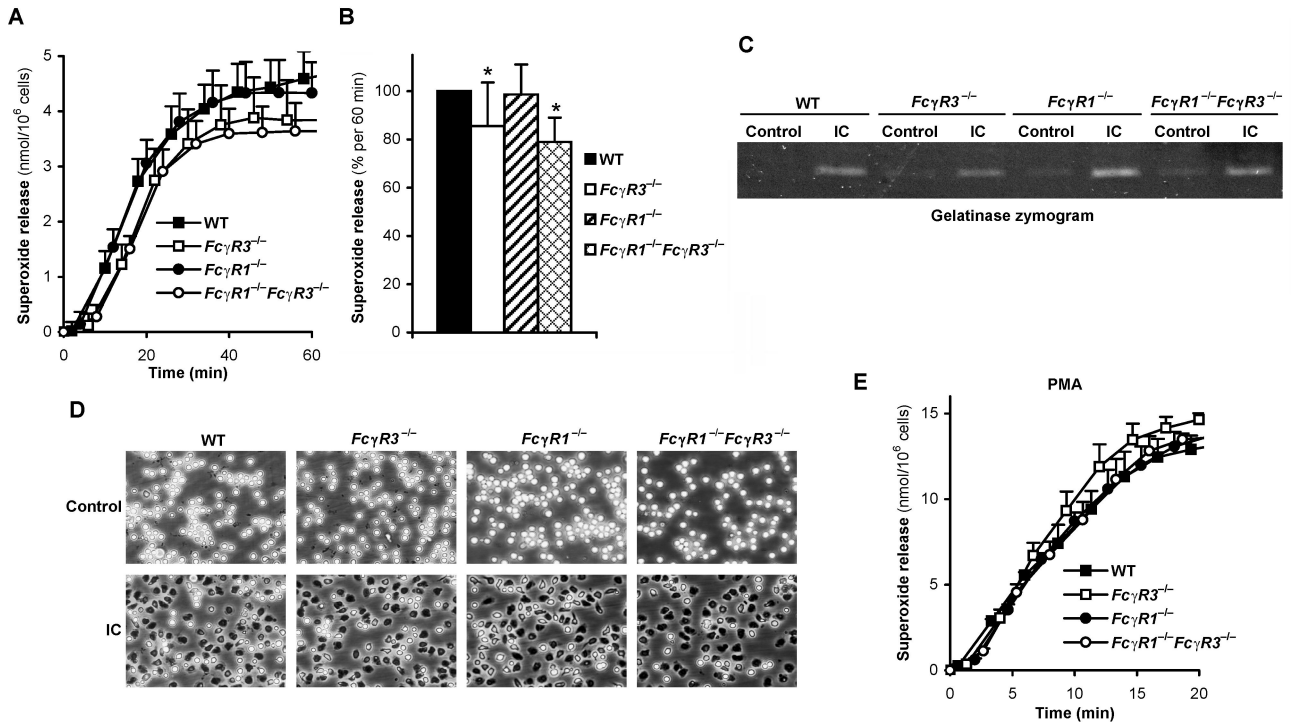 A
Superoxide release (nmol/10⁶ cells)
5
4
3
2
1
0
0 20 40 60
Time (min)
WT
FcγR3⁻/⁻
FcγR1⁻/⁻
FcγR1⁻/⁻FcγR3⁻/⁻
B
Superoxide release (% per 60 min)
100
80
60
40
20
0
* *
WT
FcγR3⁻/⁻
FcγR1⁻/⁻
FcγR1⁻/⁻FcγR3⁻/⁻
C
WT FcγR3⁻/⁻ FcγR1⁻/⁻ FcγR1⁻/⁻FcγR3⁻/⁻
Control IC Control IC Control IC Control IC
Gelatinase zymogram
D
WT FcγR3⁻/⁻ FcγR1⁻/⁻ FcγR1⁻/⁻FcγR3⁻/⁻
Control
IC
E
PMA
Superoxide release (nmol/10⁶ cells)
15
10
5
0
0 5 10 15 20
Time (min)
WT
FcγR3⁻/⁻
FcγR1⁻/⁻
FcγR1⁻/⁻FcγR3⁻/⁻